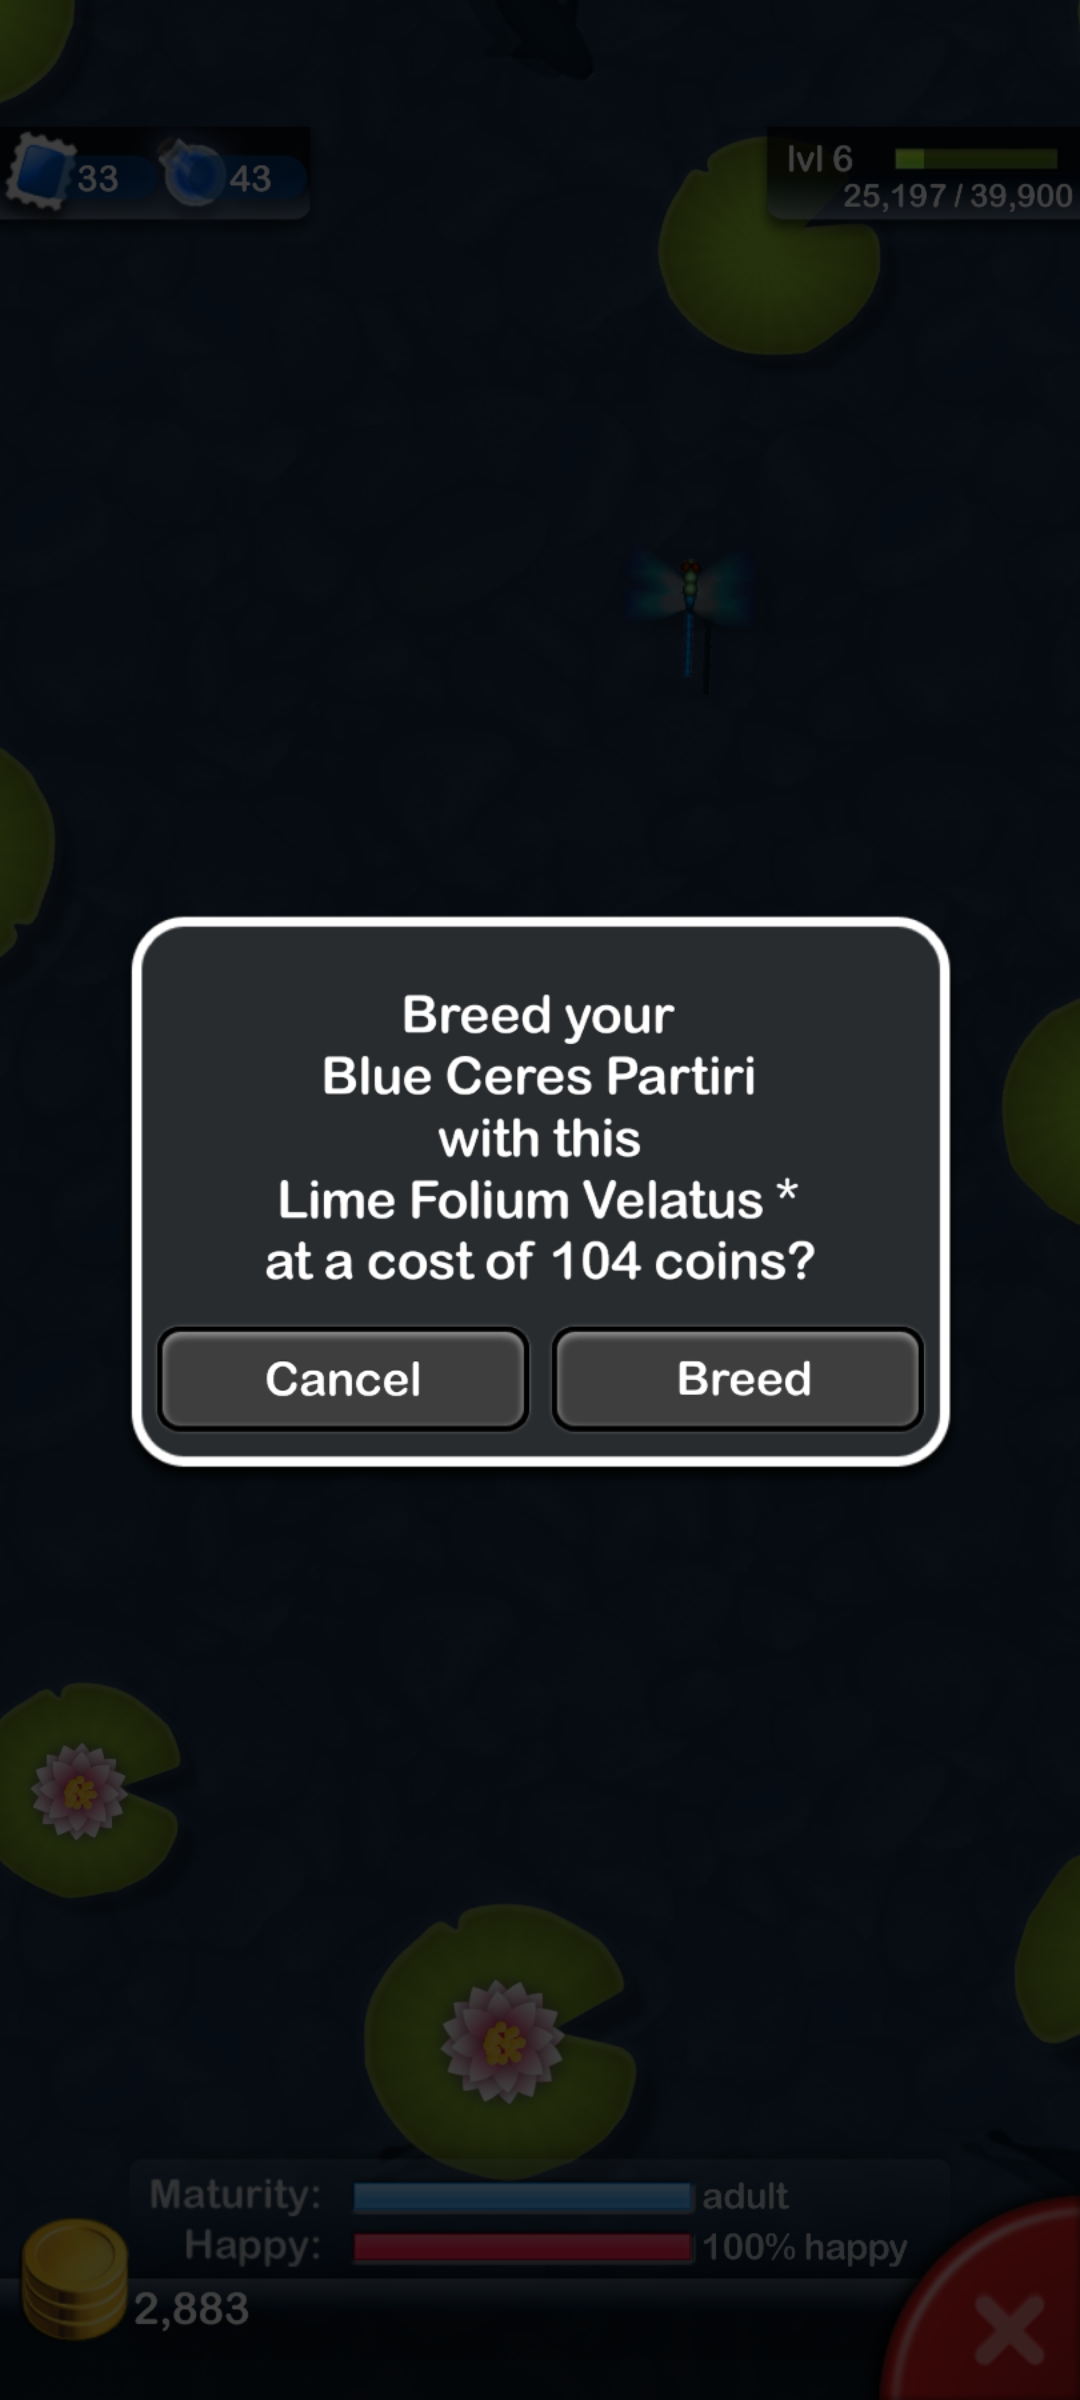 33
43
lvl 6
25,197 / 39,900
Breed your
Blue Ceres Partiri
with this
Lime Folium Velatus *
at a cost of 104 coins?
Cancel
Breed
Maturity:
adult
Happy:
100% happy
2,883